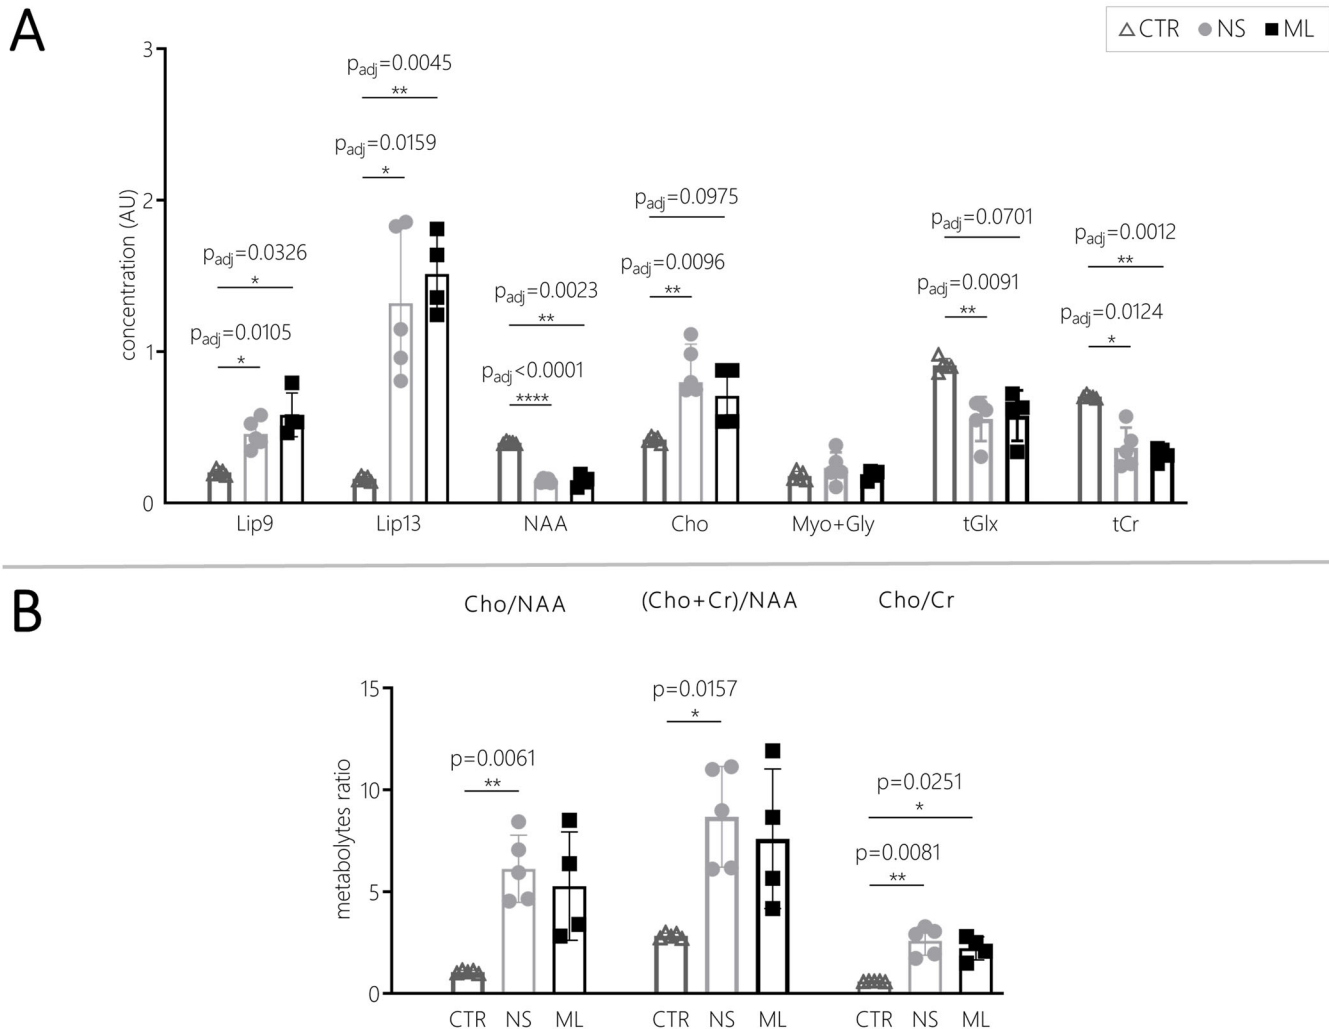 A
CTR NS ML
3
2
1
0
concentration (AU)
padj=0.0326
*
padj=0.0105
*
padj=0.0045
**
padj=0.0159
*
padj=0.0023
**
padj<0.0001
****
padj=0.0975
padj=0.0096
**
padj=0.0701
padj=0.0091
**
padj=0.0012
**
padj=0.0124
*
Lip9 Lip13 NAA Cho Myo+Gly tGlx tCr
B
Cho/NAA (Cho+Cr)/NAA Cho/Cr
15
10
5
0
metabolytes ratio
p=0.0061
**
p=0.0157
*
p=0.0251
*
p=0.0081
**
CTR NS ML CTR NS ML CTR NS ML